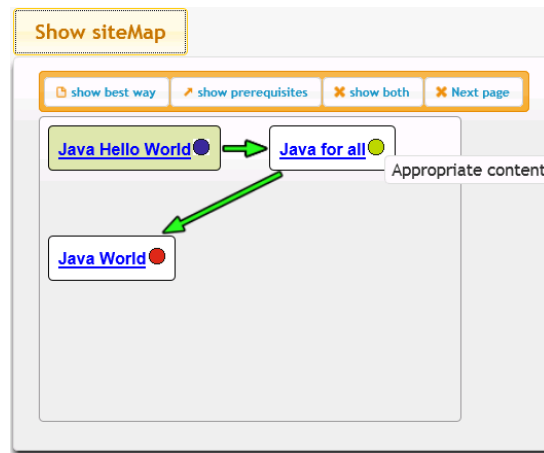 Show siteMap
show best way show prerequisites show both Next page
Java Hello World Java for all
Appropriate content
Java World